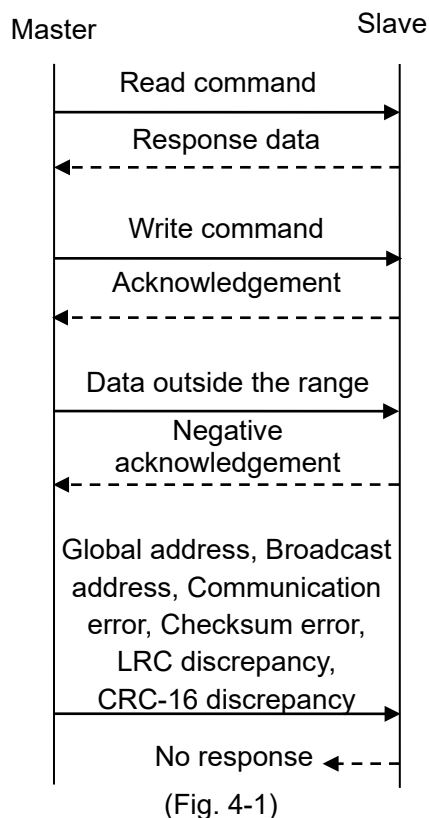 Master
Slave
Read command
Response data
Write command
Acknowledgement
Data outside the range
Negative
acknowledgement
Global address, Broadcast
address, Communication
error, Checksum error,
LRC discrepancy,
CRC-16 discrepancy
No response
(Fig. 4-1)